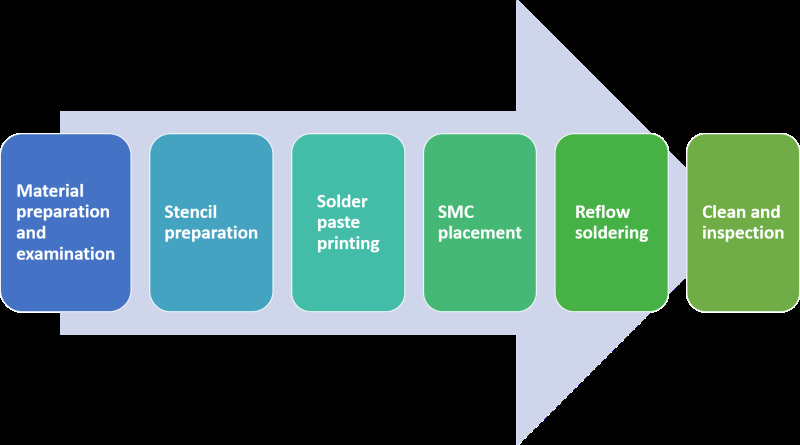 Material
preparation
and
examination
Stencil
preparation
Solder
paste
printing
SMC
placement
Reflow
soldering
Clean and
inspection